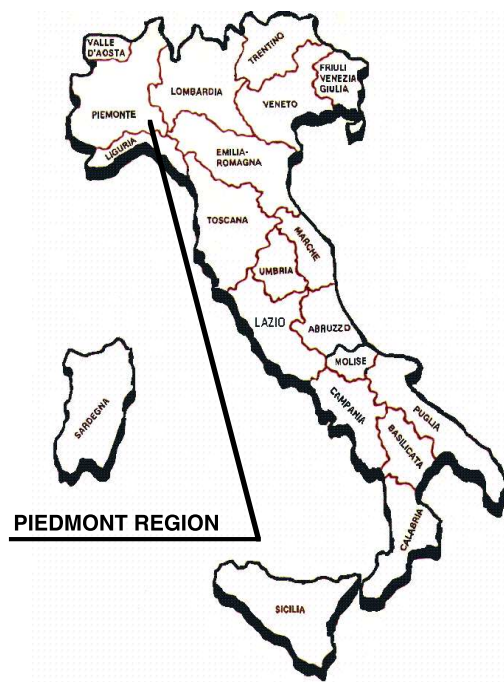 VALLE
D'AOSTA
TRENTINO
FRIULI
VENEZIA
GIULIA
LOMBARDIA
VENETO
PIEMONTE
LIGURIA
EMILIA-
ROMAGNA
TOSCANA
MARCHE
UMBRIA
LAZIO
ABRUZZO
MOLISE
CAMPANIA
PUGLIA
BASILICATA
SARDEGNA
PIEDMONT REGION
CALABRIA
SICILIA